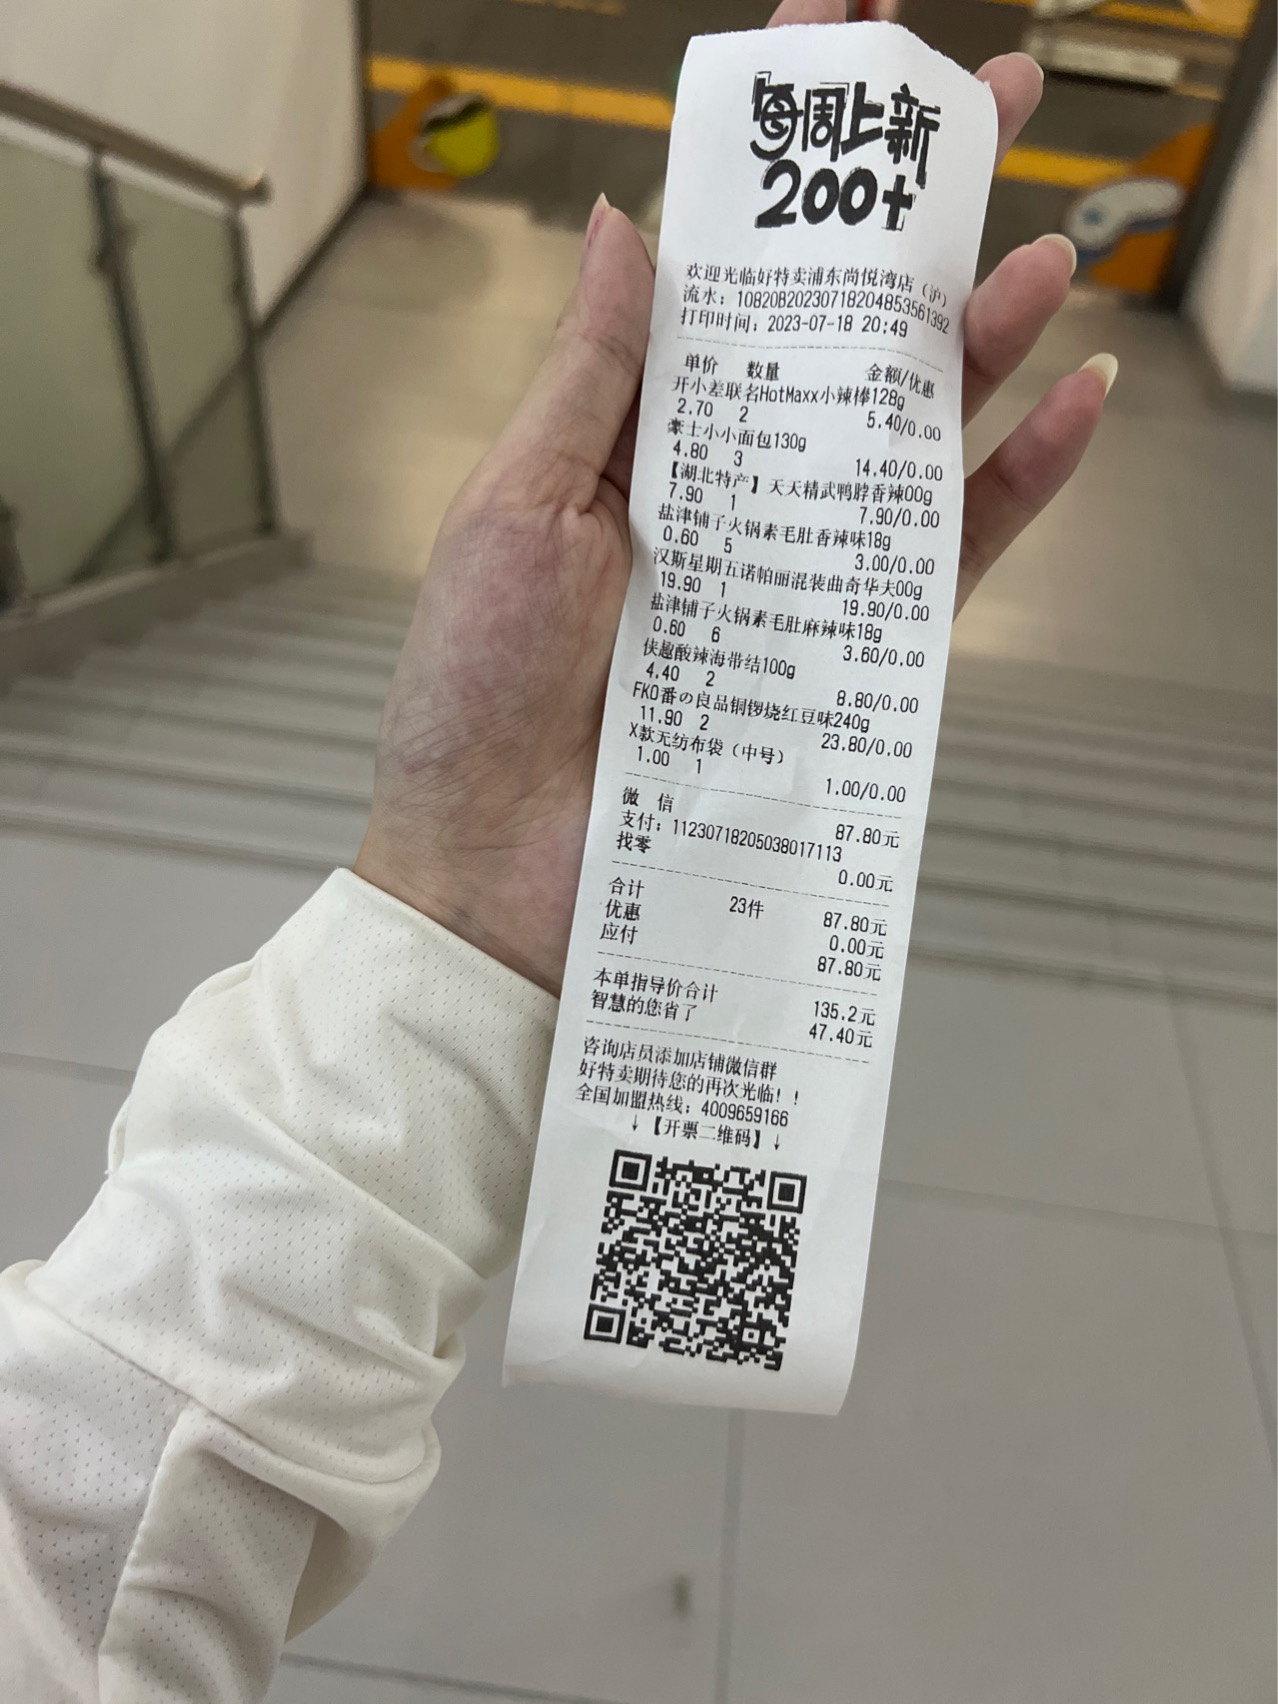 每周上新
200+
欢迎光临好特卖浦东尚悦湾店（沪）
流水：10820B20230718204853561392
打印时间：2023-07-18 20:49
单价 数量 金额/优惠
开小差联名HotMaxx小辣棒128g
2.70 2 5.40/0.00
豪士小小面包130g
4.80 3 14.40/0.00
【湖北特产】天天精武鸭脖香辣00g
7.90 1 7.90/0.00
盐津铺子火锅素毛肚香辣味18g
0.60 5 3.00/0.00
汉斯星期五诺帕丽混装曲奇华夫00g
19.90 1 19.90/0.00
盐津铺子火锅素毛肚麻辣味18g
0.60 6 3.60/0.00
侠趣酸辣海带结100g
4.40 2 8.80/0.00
FKO番の良品铜锣烧红豆味240g
11.90 2 23.80/0.00
X款无纺布袋（中号）
1.00 1 1.00/0.00
微 信 87.80元
支付：11230718205038017113
找零 0.00元
合计 23件 87.80元
优惠 0.00元
应付 87.80元
本单指导价合计 135.2元
智慧的您省了 47.40元
咨询店员添加店铺微信群
好特卖期待您的再次光临！！
全国加盟热线：4009659166
↓【开票二维码】↓